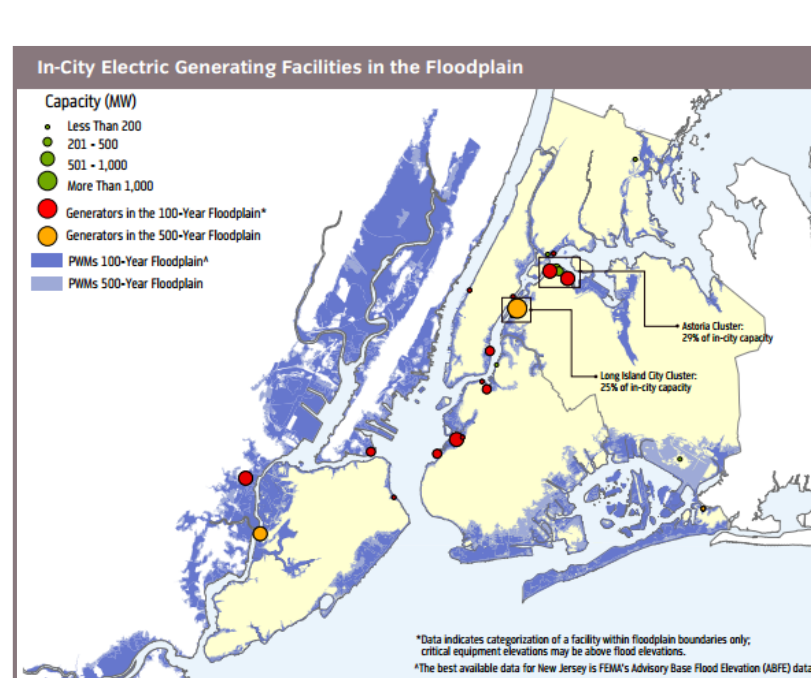 In-City Electric Generating Facilities in the Floodplain
Capacity (MW)
Less Than 200
201 - 500
501 - 1,000
More Than 1,000
Generators in the 100-Year Floodplain*
Generators in the 500-Year Floodplain
PWMs 100-Year Floodplain^
PWMs 500-Year Floodplain
Astoria Cluster:
29% of in-city capacity
Long Island City Cluster:
25% of in-city capacity
*Data indicates categorization of a facility within floodplain boundaries only;
critical equipment elevations may be above flood elevations.
^The best available data for New Jersey is FEMA's Advisory Base Flood Elevation (ABFE) data